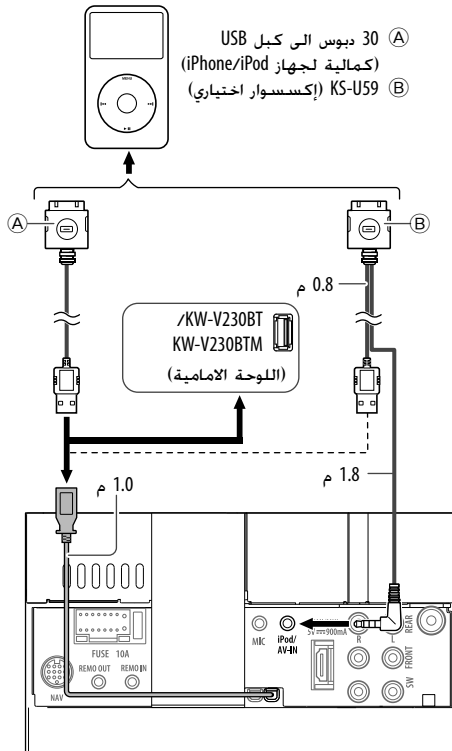 MENU
Ⓐ 30 دبوس الى كبل USB
(كمالية لجهاز iPhone/iPod)
Ⓑ KS-U59 (إكسسوار اختياري)
Ⓐ
Ⓑ
0.8 م
KW-V230BT/
KW-V230BTM
(اللوحة الامامية)
1.0 م
1.8 م
FUSE 10A
REMO OUT
REMO IN
NAV
MIC
iPod/
AV-IN
5V⎓900mA
R
L
REAR
FRONT
SW